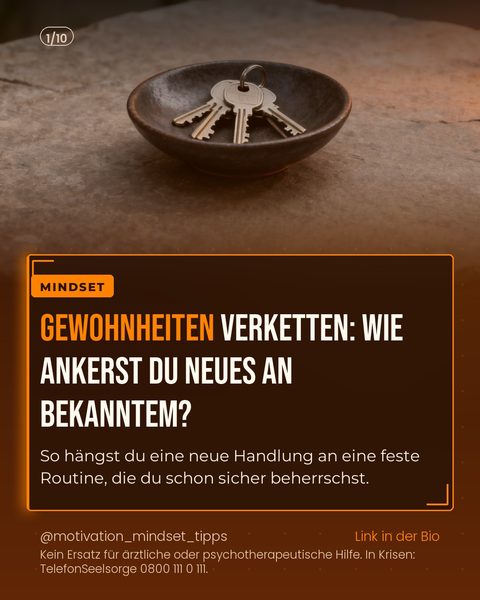 1/10
MINDSET
GEWOHNHEITEN VERKETTEN: WIE
ANKERST DU NEUES AN
BEKANNTEM?
So hängst du eine neue Handlung an eine feste
Routine, die du schon sicher beherrschst.
@motivation_mindset_tipps
Link in der Bio
Kein Ersatz für ärztliche oder psychotherapeutische Hilfe. In Krisen:
TelefonSeelsorge 0800 111 0 111.